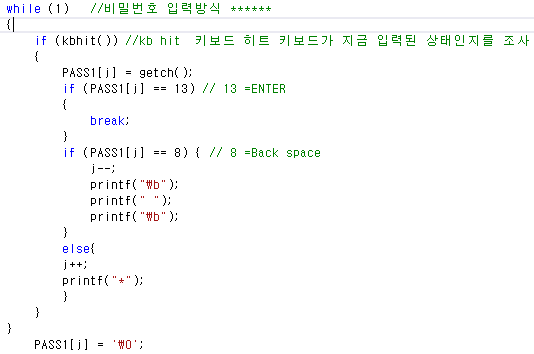 while (1)   //비밀번호 입력방식 ******
{
    if (kbhit()) //kb hit  키보드 히트 키보드가 지금 입력된 상태인지를 조사
    {
        PASS1[j] = getch();
        if (PASS1[j] == 13) // 13 =ENTER
        {
            break;
        }
        if (PASS1[j] == 8) { // 8 =Back space
            j--;
            printf("₩b");
            printf(" ");
            printf("₩b");
        }
        else{
        j++;
        printf("*");
        }
    }
}
    PASS1[j] = '₩0';